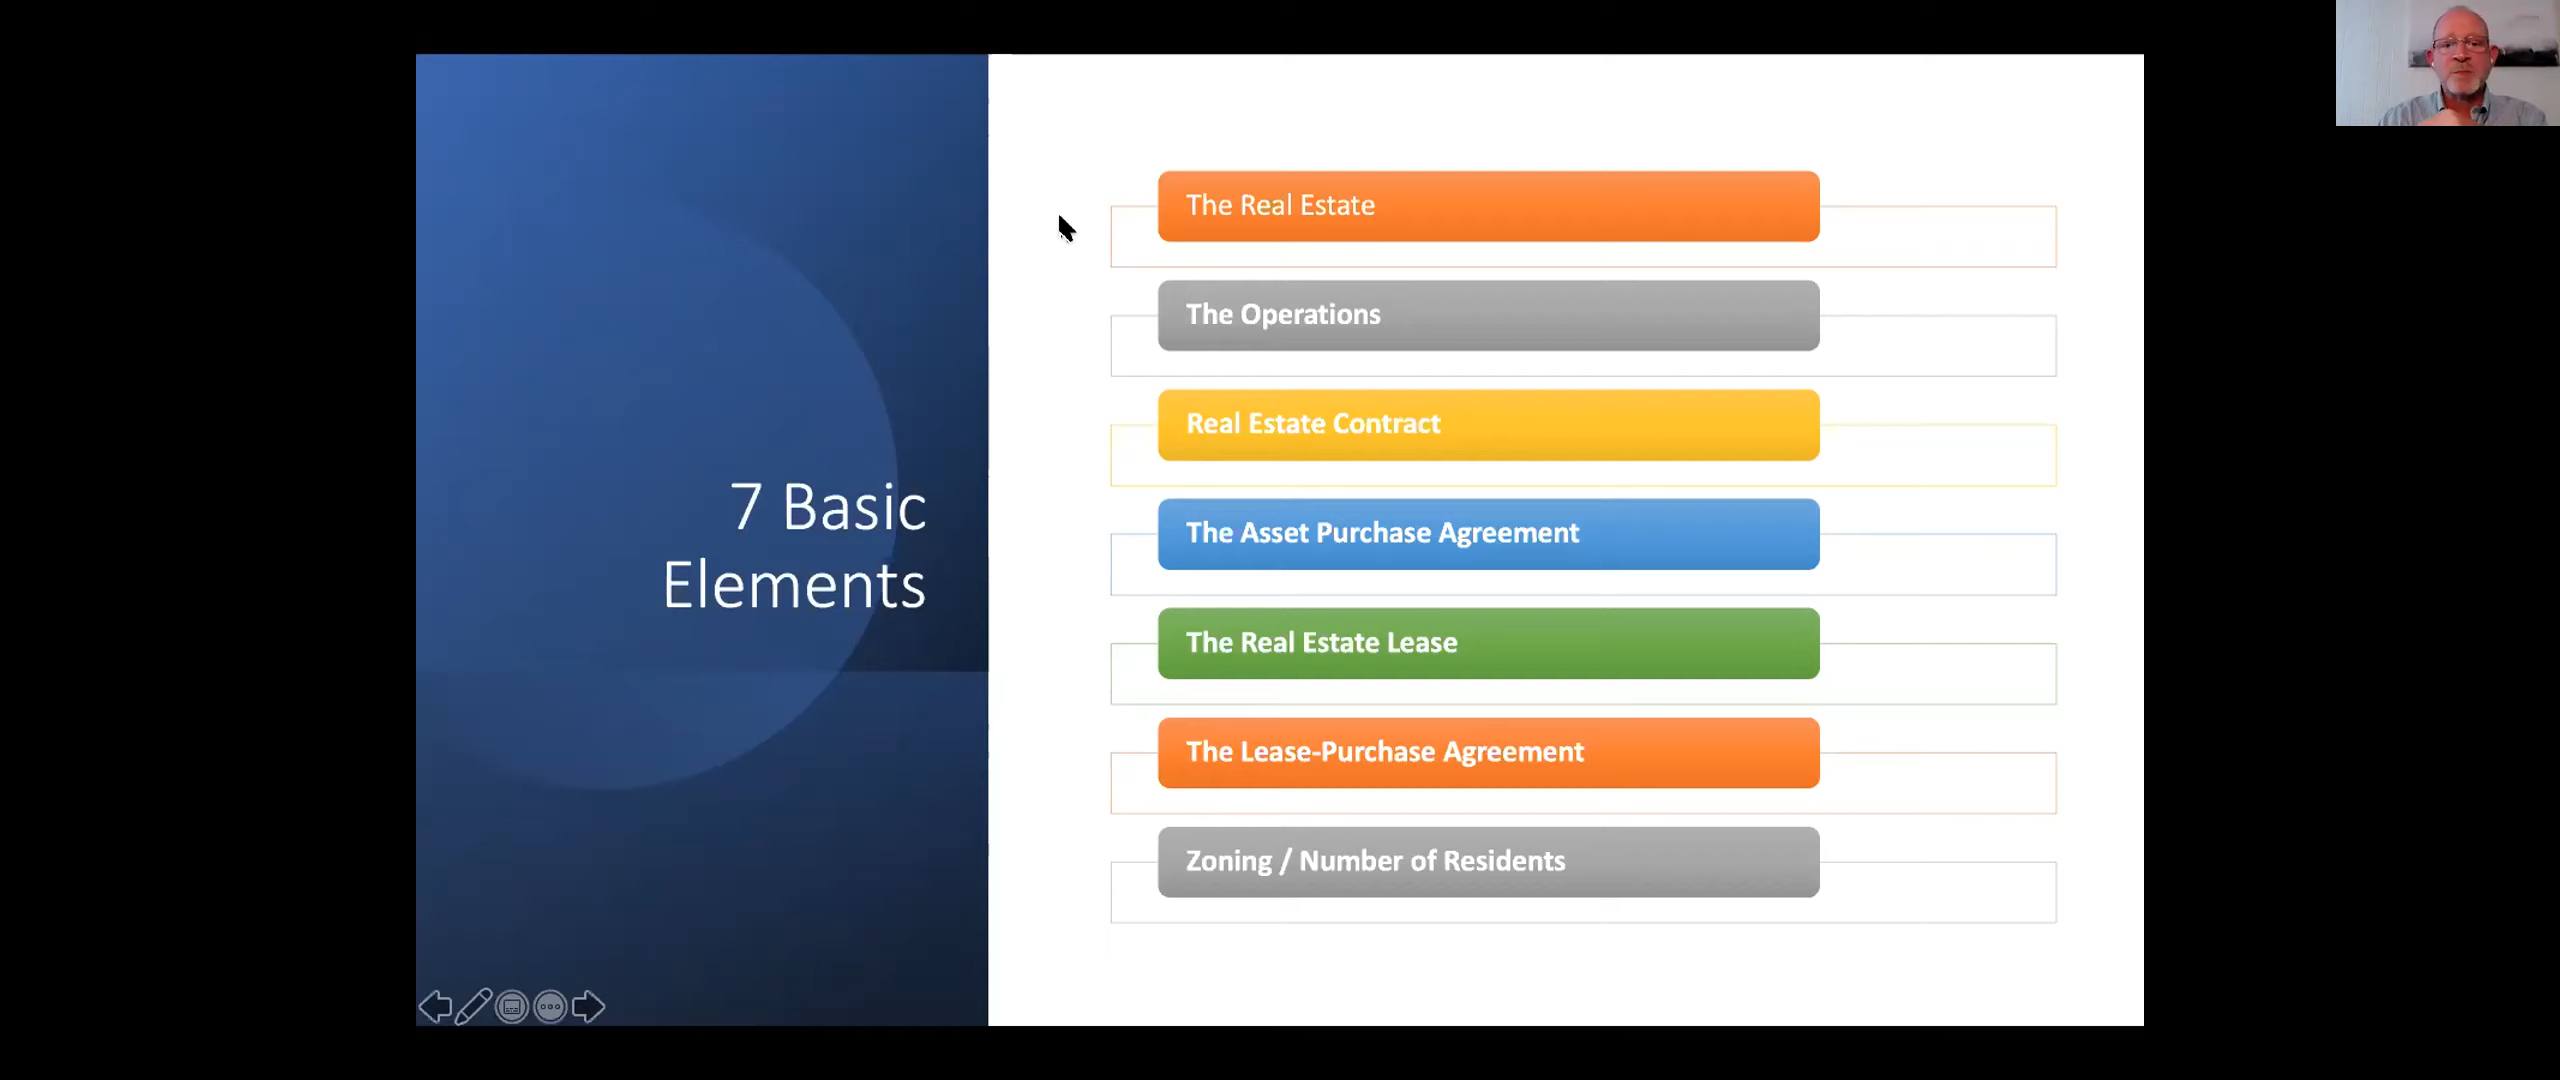 7 Basic
Elements
The Real Estate
The Operations
Real Estate Contract
The Asset Purchase Agreement
The Real Estate Lease
The Lease-Purchase Agreement
Zoning / Number of Residents